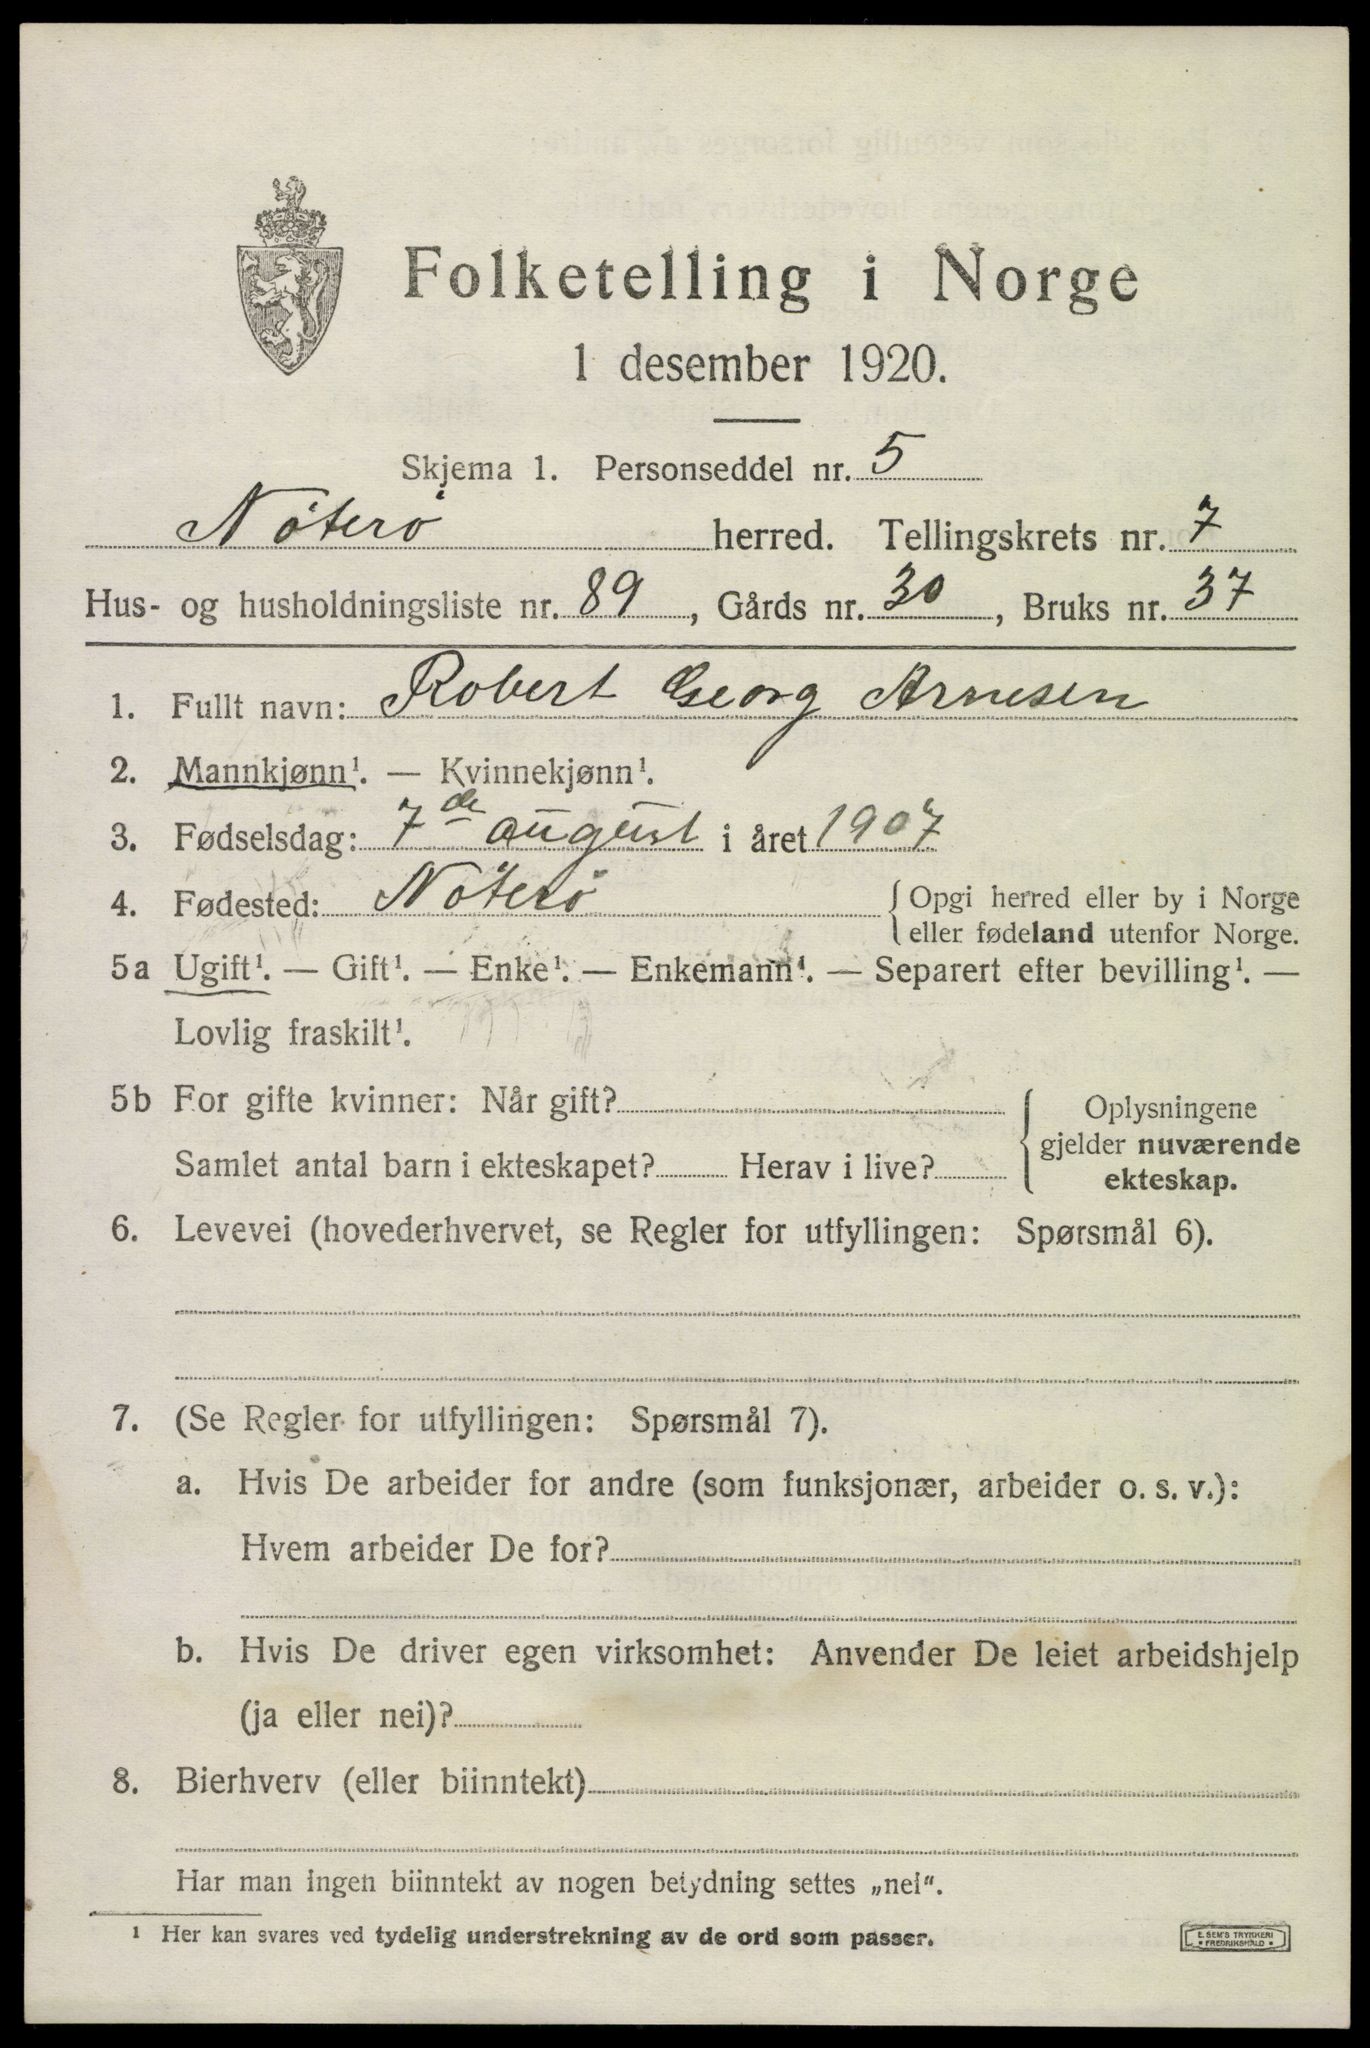 Folketelling i Norge
1 desember 1920.
Skjema 1. Personseddel nr. 5
Nöterö herred. Tellingskrets nr. 7
Hus- og husholdningsliste nr. 89, Gårds nr. 30, Bruks nr. 37
1. Fullt navn: Robert Georg Arnesen
2. Mannkjønn¹. — Kvinnekjønn¹.
3. Fødselsdag: 7de august i året 1907
4. Fødested: Nöterö { Opgi herred eller by i Norge
eller fødeland utenfor Norge.
5a Ugift¹. — Gift¹. — Enke¹. — Enkemann¹. — Separert efter bevilling¹. —
Lovlig fraskilt¹.
5b For gifte kvinner: Når gift? { Oplysningene
gjelder nuværende
Samlet antal barn i ekteskapet? Herav i live? ekteskap.
6. Levevei (hovederhvervet, se Regler for utfyllingen: Spørsmål 6).
7. (Se Regler for utfyllingen: Spørsmål 7).
a. Hvis De arbeider for andre (som funksjonær, arbeider o. s. v.):
Hvem arbeider De for?
b. Hvis De driver egen virksomhet: Anvender De leiet arbeidshjelp
(ja eller nei)?
8. Bierhverv (eller biinntekt)
Har man ingen biinntekt av nogen betydning settes „nei“.
¹ Her kan svares ved tydelig understrekning av de ord som passer.
E. SEM'S TRYKKERI
• FREDRIKSHALD •